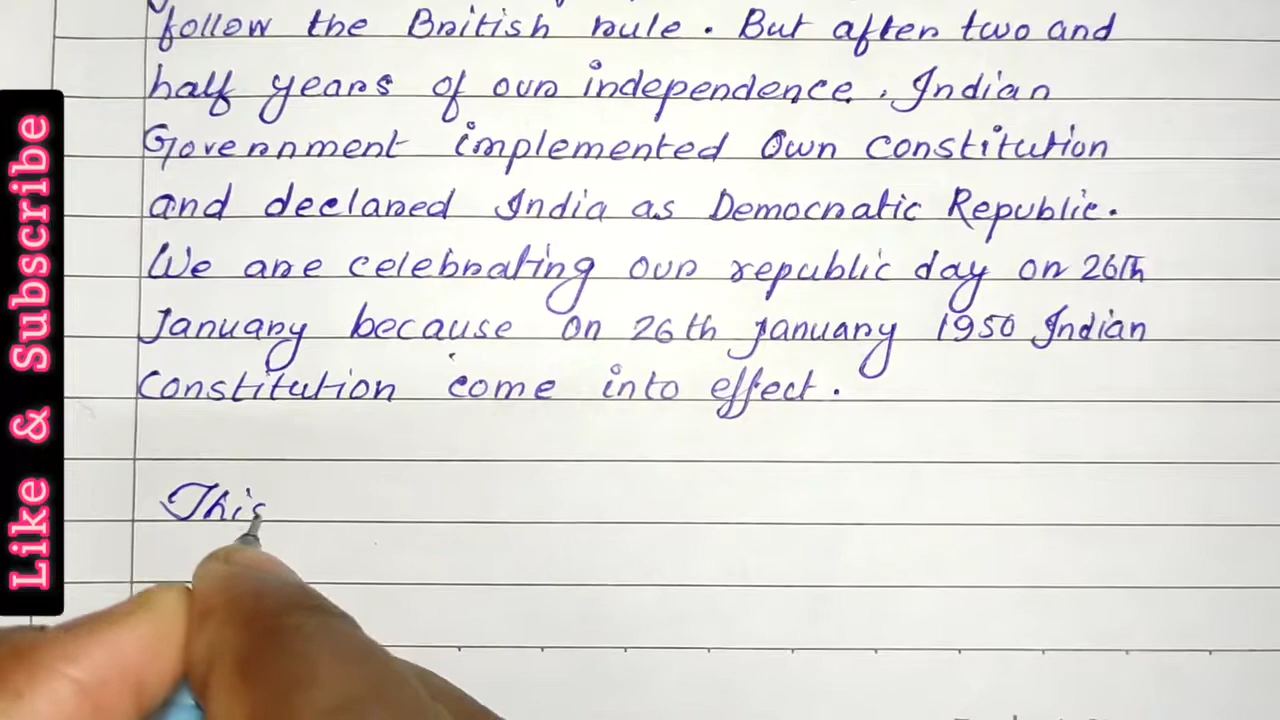 follow the British rule. But after two and
half years of our independence, Indian
Government implemented Own constitution
and declared India as Democratic Republic.
We are celebrating our republic day on 26th
January because on 26th january 1950 Indian
Constitution come into effect.
This
Like & Subscribe